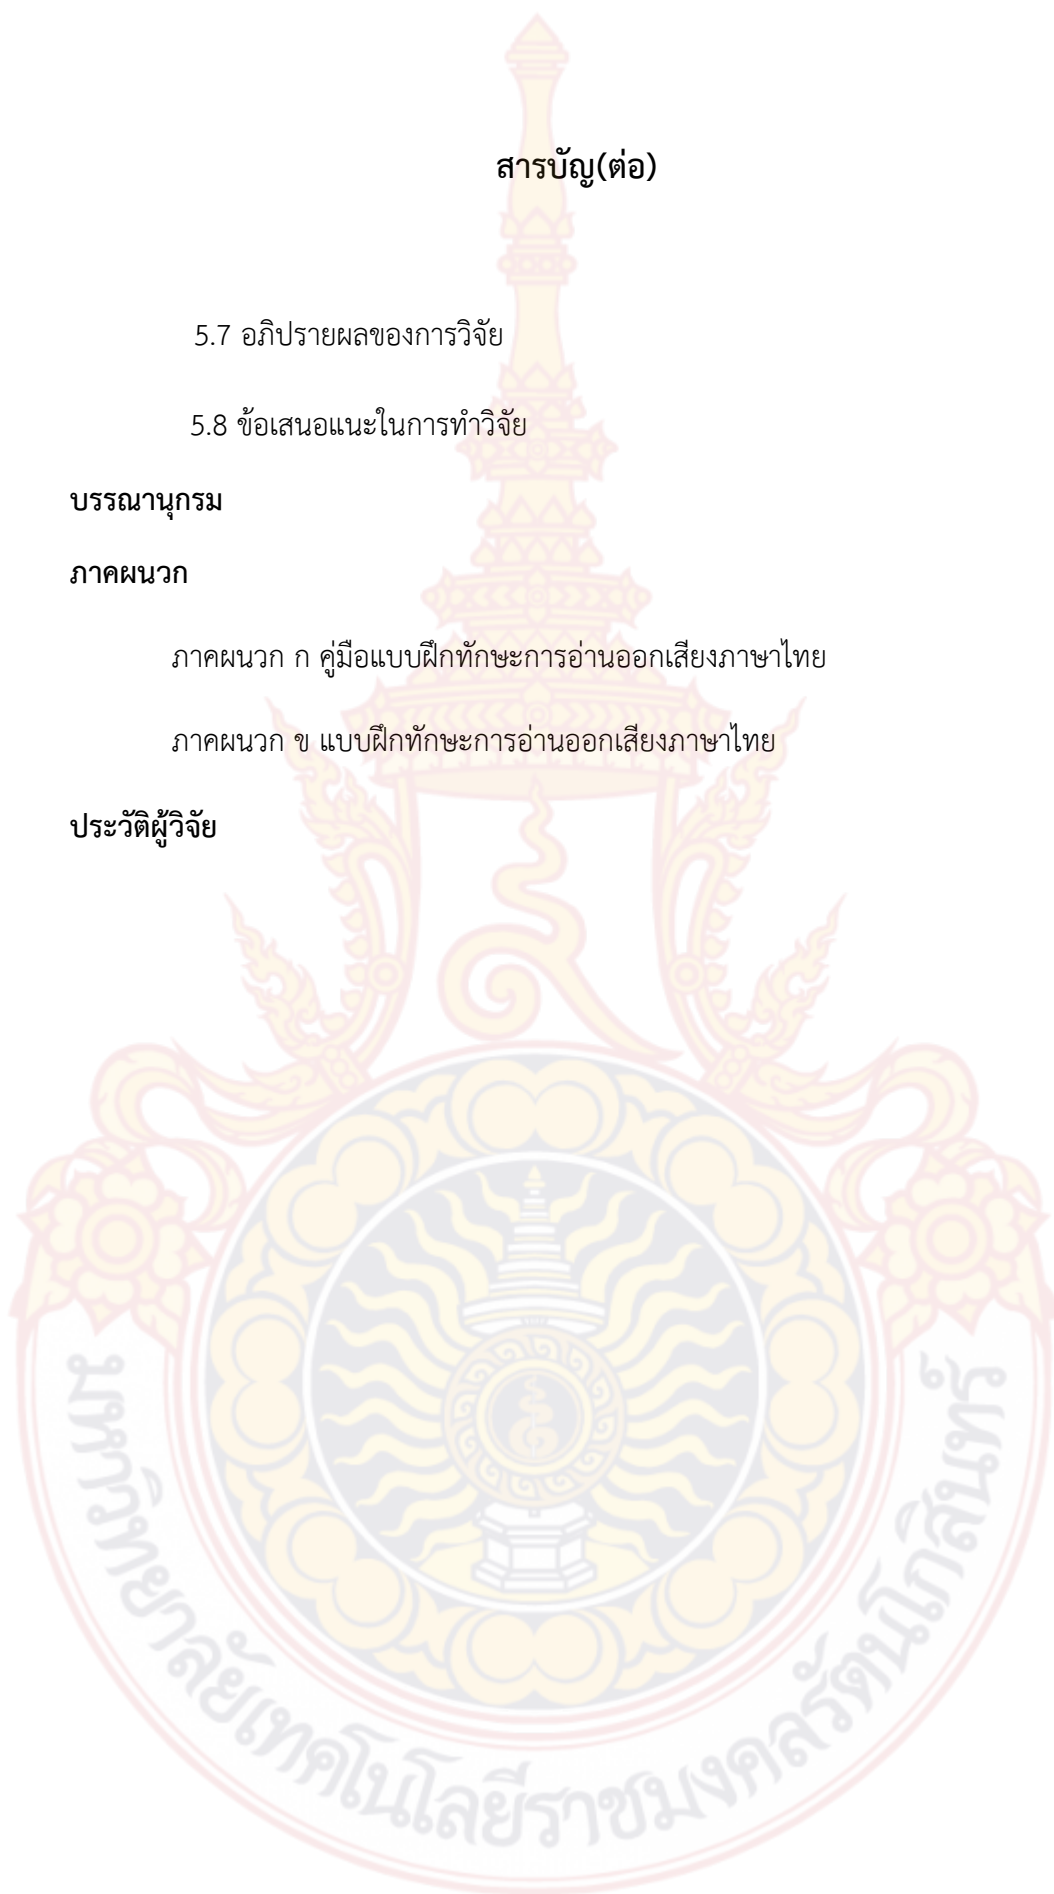 สารบัญ(ต่อ)
5.7 อภิปรายผลของการวิจัย
5.8 ข้อเสนอแนะในการทำวิจัย
บรรณานุกรม
ภาคผนวก
ภาคผนวก ก คู่มือแบบฝึกทักษะการอ่านออกเสียงภาษาไทย
ภาคผนวก ข แบบฝึกทักษะการอ่านออกเสียงภาษาไทย
ประวัติผู้วิจัย
มหาวิทยาลัยเทคโนโลยีราชมงคลรัตนโกสินทร์